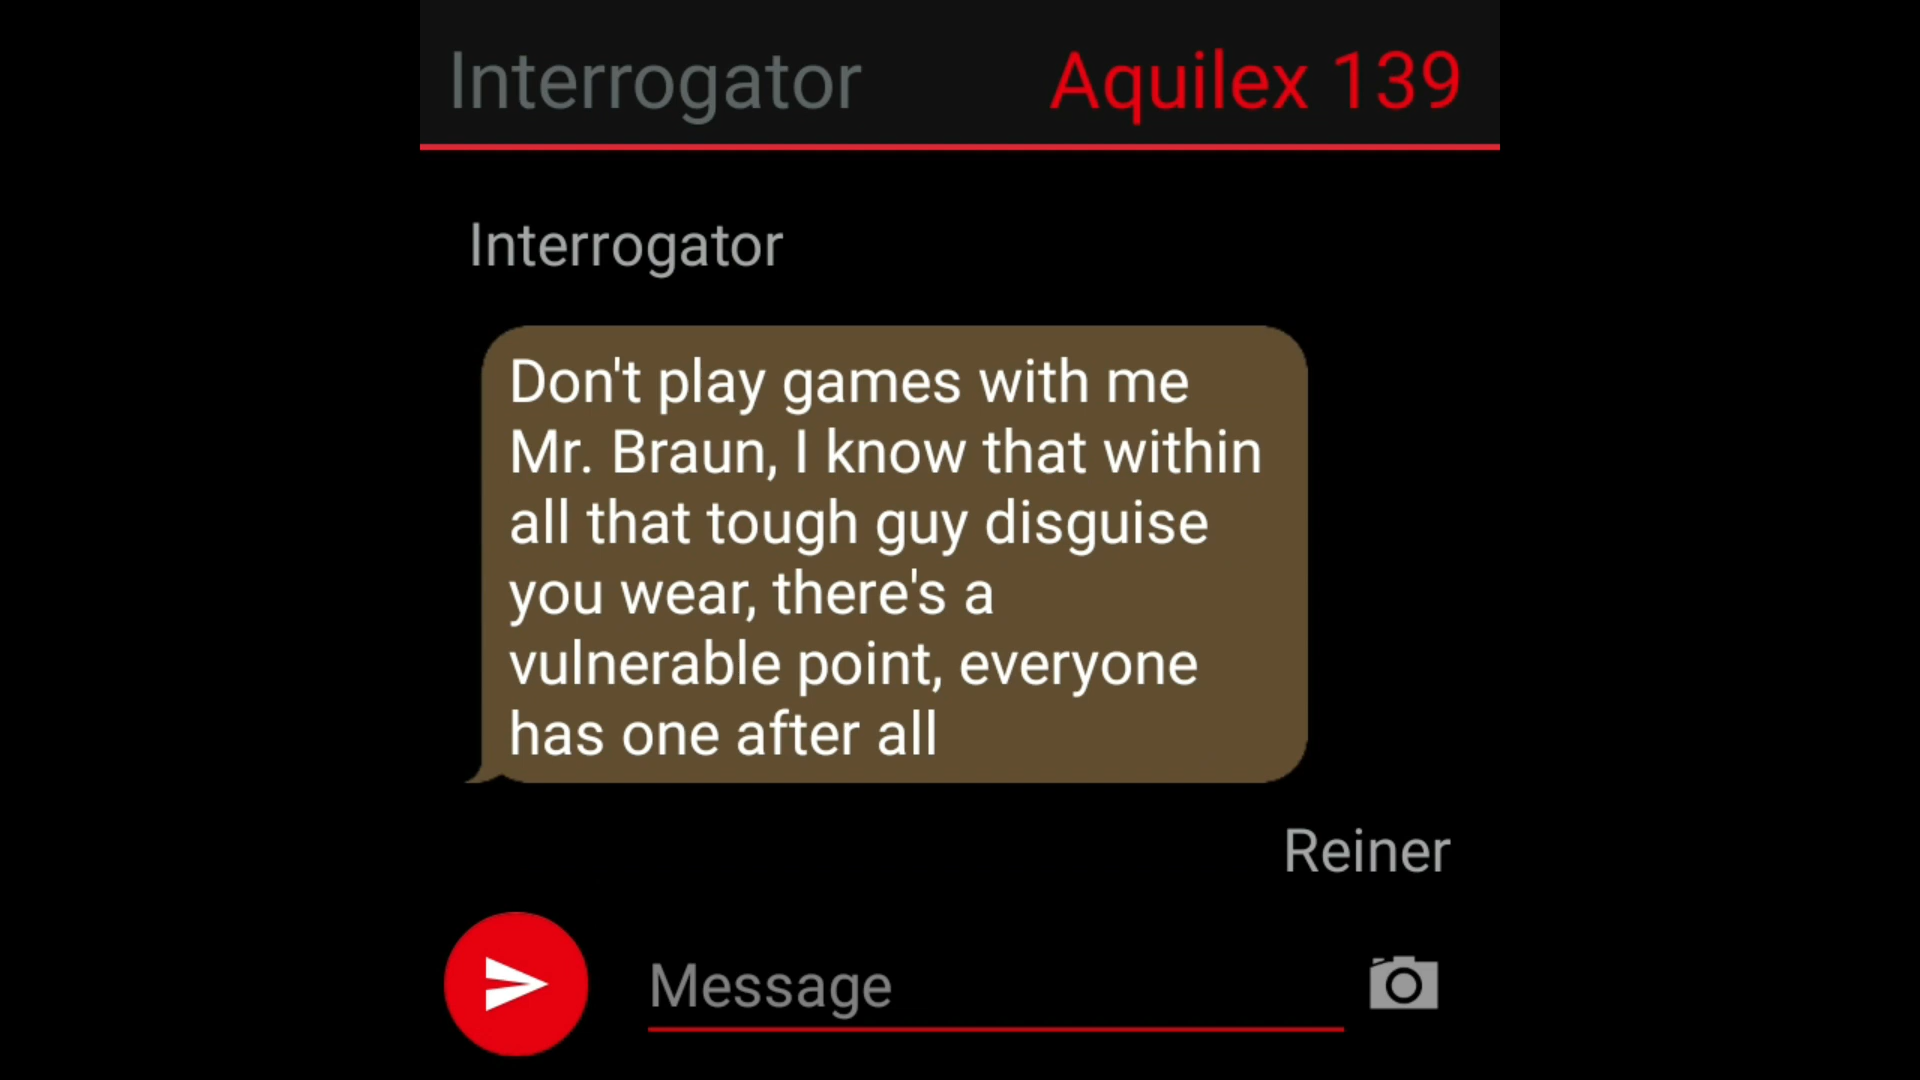 Interrogator Aquilex 139
Interrogator
Don't play games with me
Mr. Braun, I know that within
all that tough guy disguise
you wear, there's a
vulnerable point, everyone
has one after all
Reiner
Message